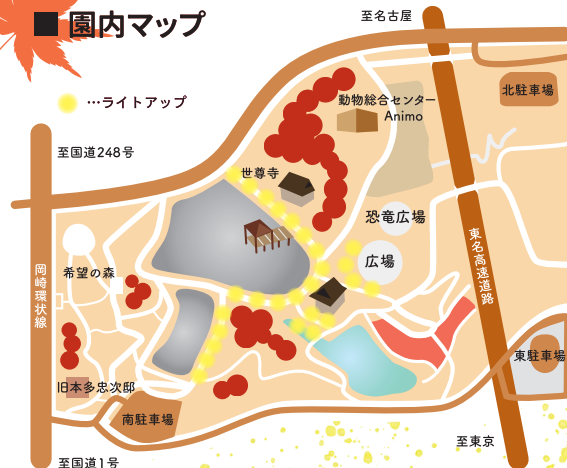 園内マップ
至名古屋
…ライトアップ
北駐車場
動物総合センター
Animo
至国道248号
世尊寺
恐竜広場
東名高速道路
広場
岡崎環状線
希望の森
東駐車場
旧本多忠次邸
南駐車場
至東京
至国道1号